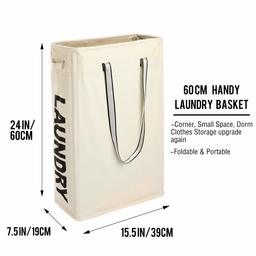 60CM HANDY
LAUNDRY BASKET
-Corner, Small Space, Dorm
Clothes Storage upgrade
again
-Foldable & Portable
24IN/
60CM
LAUNDRY
7.5IN/19CM
15.5IN/39CM